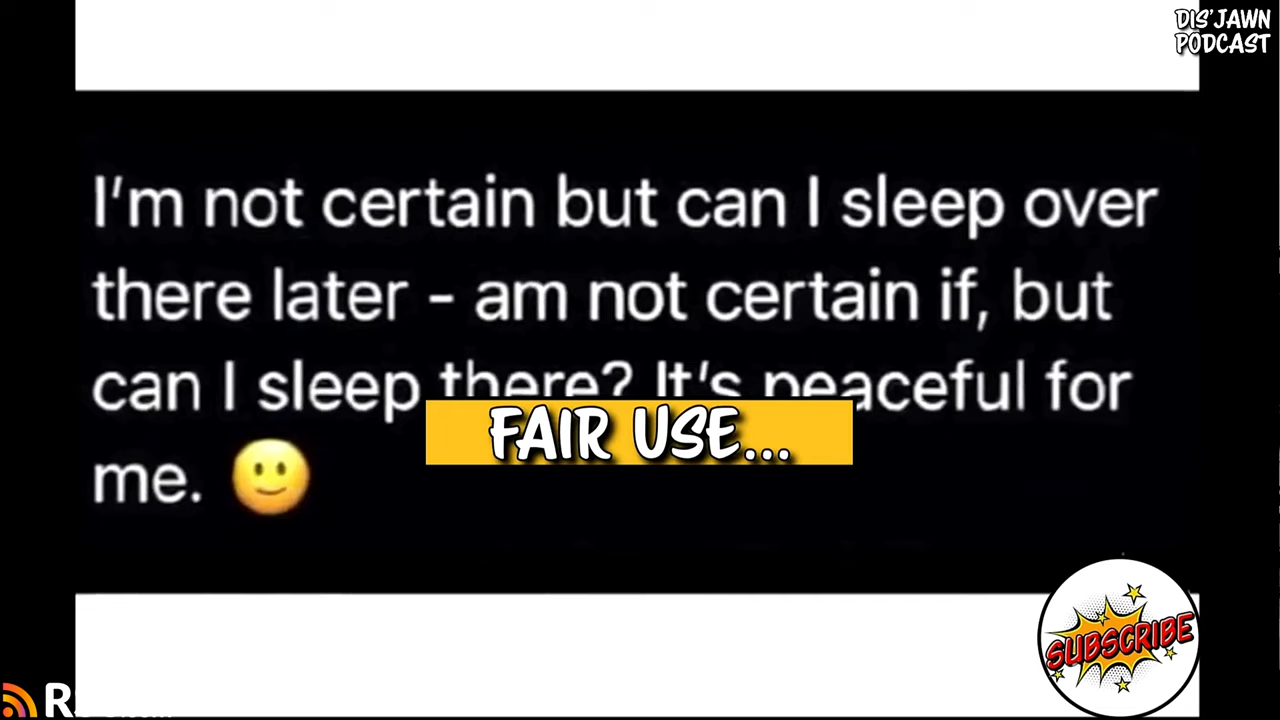 DIS'JAWN
PODCAST
I'm not certain but can I sleep over
there later - am not certain if, but
can I sleep there? It's peaceful for
me. 🙂
FAIR USE...
SUBSCRIBE